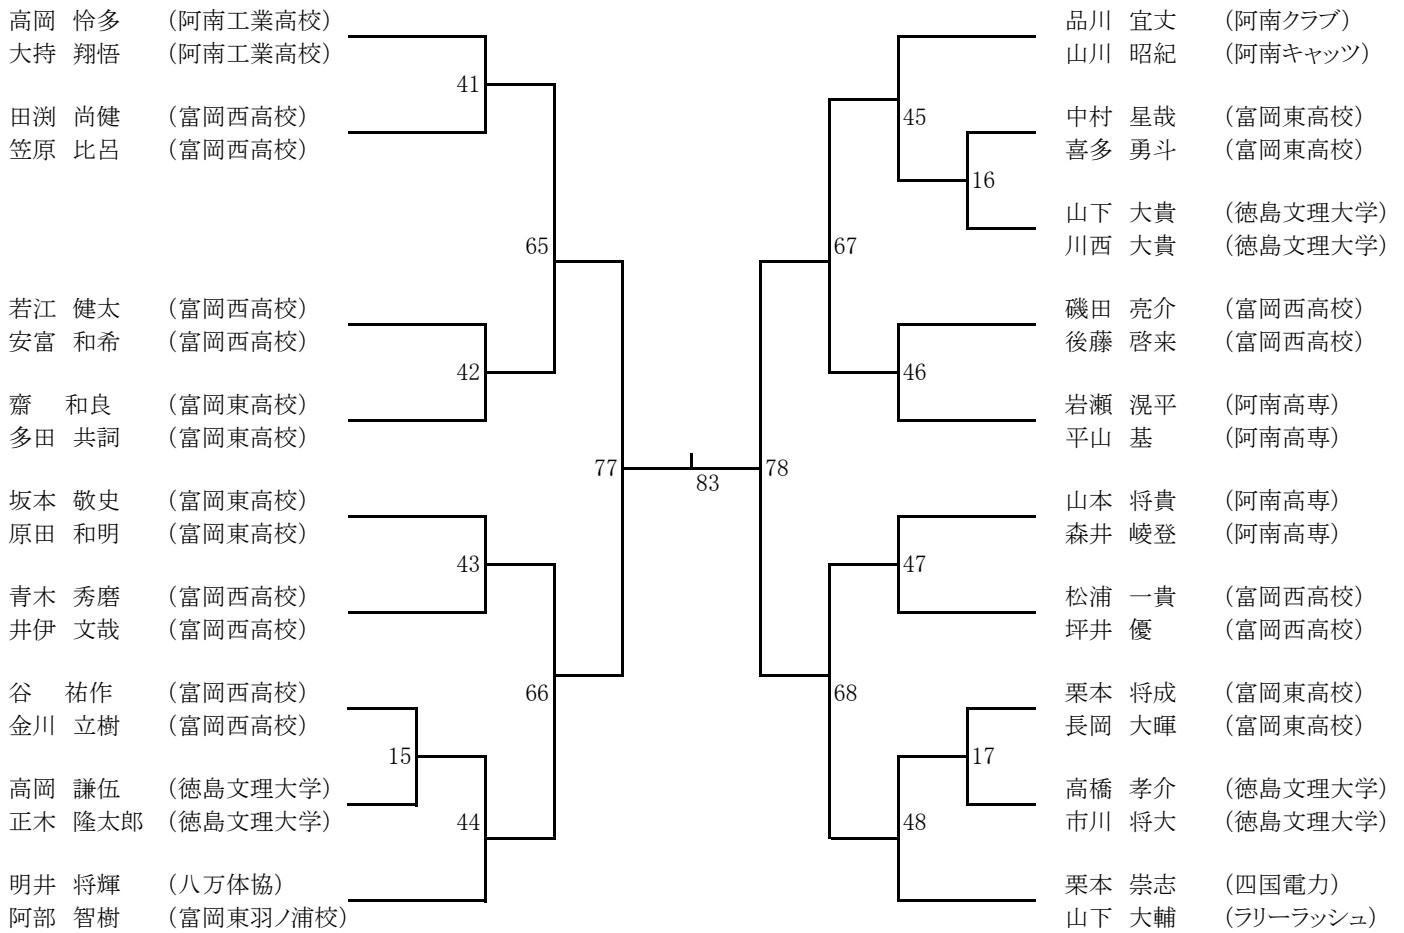 高岡 怜多 （阿南工業高校）
大持 翔悟 （阿南工業高校）
41
田渕 尚健 （富岡西高校）
笠原 比呂 （富岡西高校）
65
若江 健太 （富岡西高校）
安富 和希 （富岡西高校）
42
齋 和良 （富岡東高校）
多田 共詞 （富岡東高校）
77
坂本 敬史 （富岡東高校）
原田 和明 （富岡東高校）
43
青木 秀磨 （富岡西高校）
井伊 文哉 （富岡西高校）
66
谷 祐作 （富岡西高校）
金川 立樹 （富岡西高校）
15
高岡 謙伍 （徳島文理大学）
正木 隆太郎 （徳島文理大学）
44
明井 将輝 （八万体協）
阿部 智樹 （富岡東羽ノ浦校）
83
品川 宜丈 （阿南クラブ）
山川 昭紀 （阿南キャッツ）
45
中村 星哉 （富岡東高校）
喜多 勇斗 （富岡東高校）
16
山下 大貴 （徳島文理大学）
川西 大貴 （徳島文理大学）
67
磯田 亮介 （富岡西高校）
後藤 啓来 （富岡西高校）
46
岩瀬 滉平 （阿南高専）
平山 基 （阿南高専）
78
山本 将貴 （阿南高専）
森井 崚登 （阿南高専）
47
松浦 一貴 （富岡西高校）
坪井 優 （富岡西高校）
68
栗本 将成 （富岡東高校）
長岡 大暉 （富岡東高校）
17
高橋 孝介 （徳島文理大学）
市川 将大 （徳島文理大学）
48
栗本 崇志 （四国電力）
山下 大輔 （ラリーラッシュ）